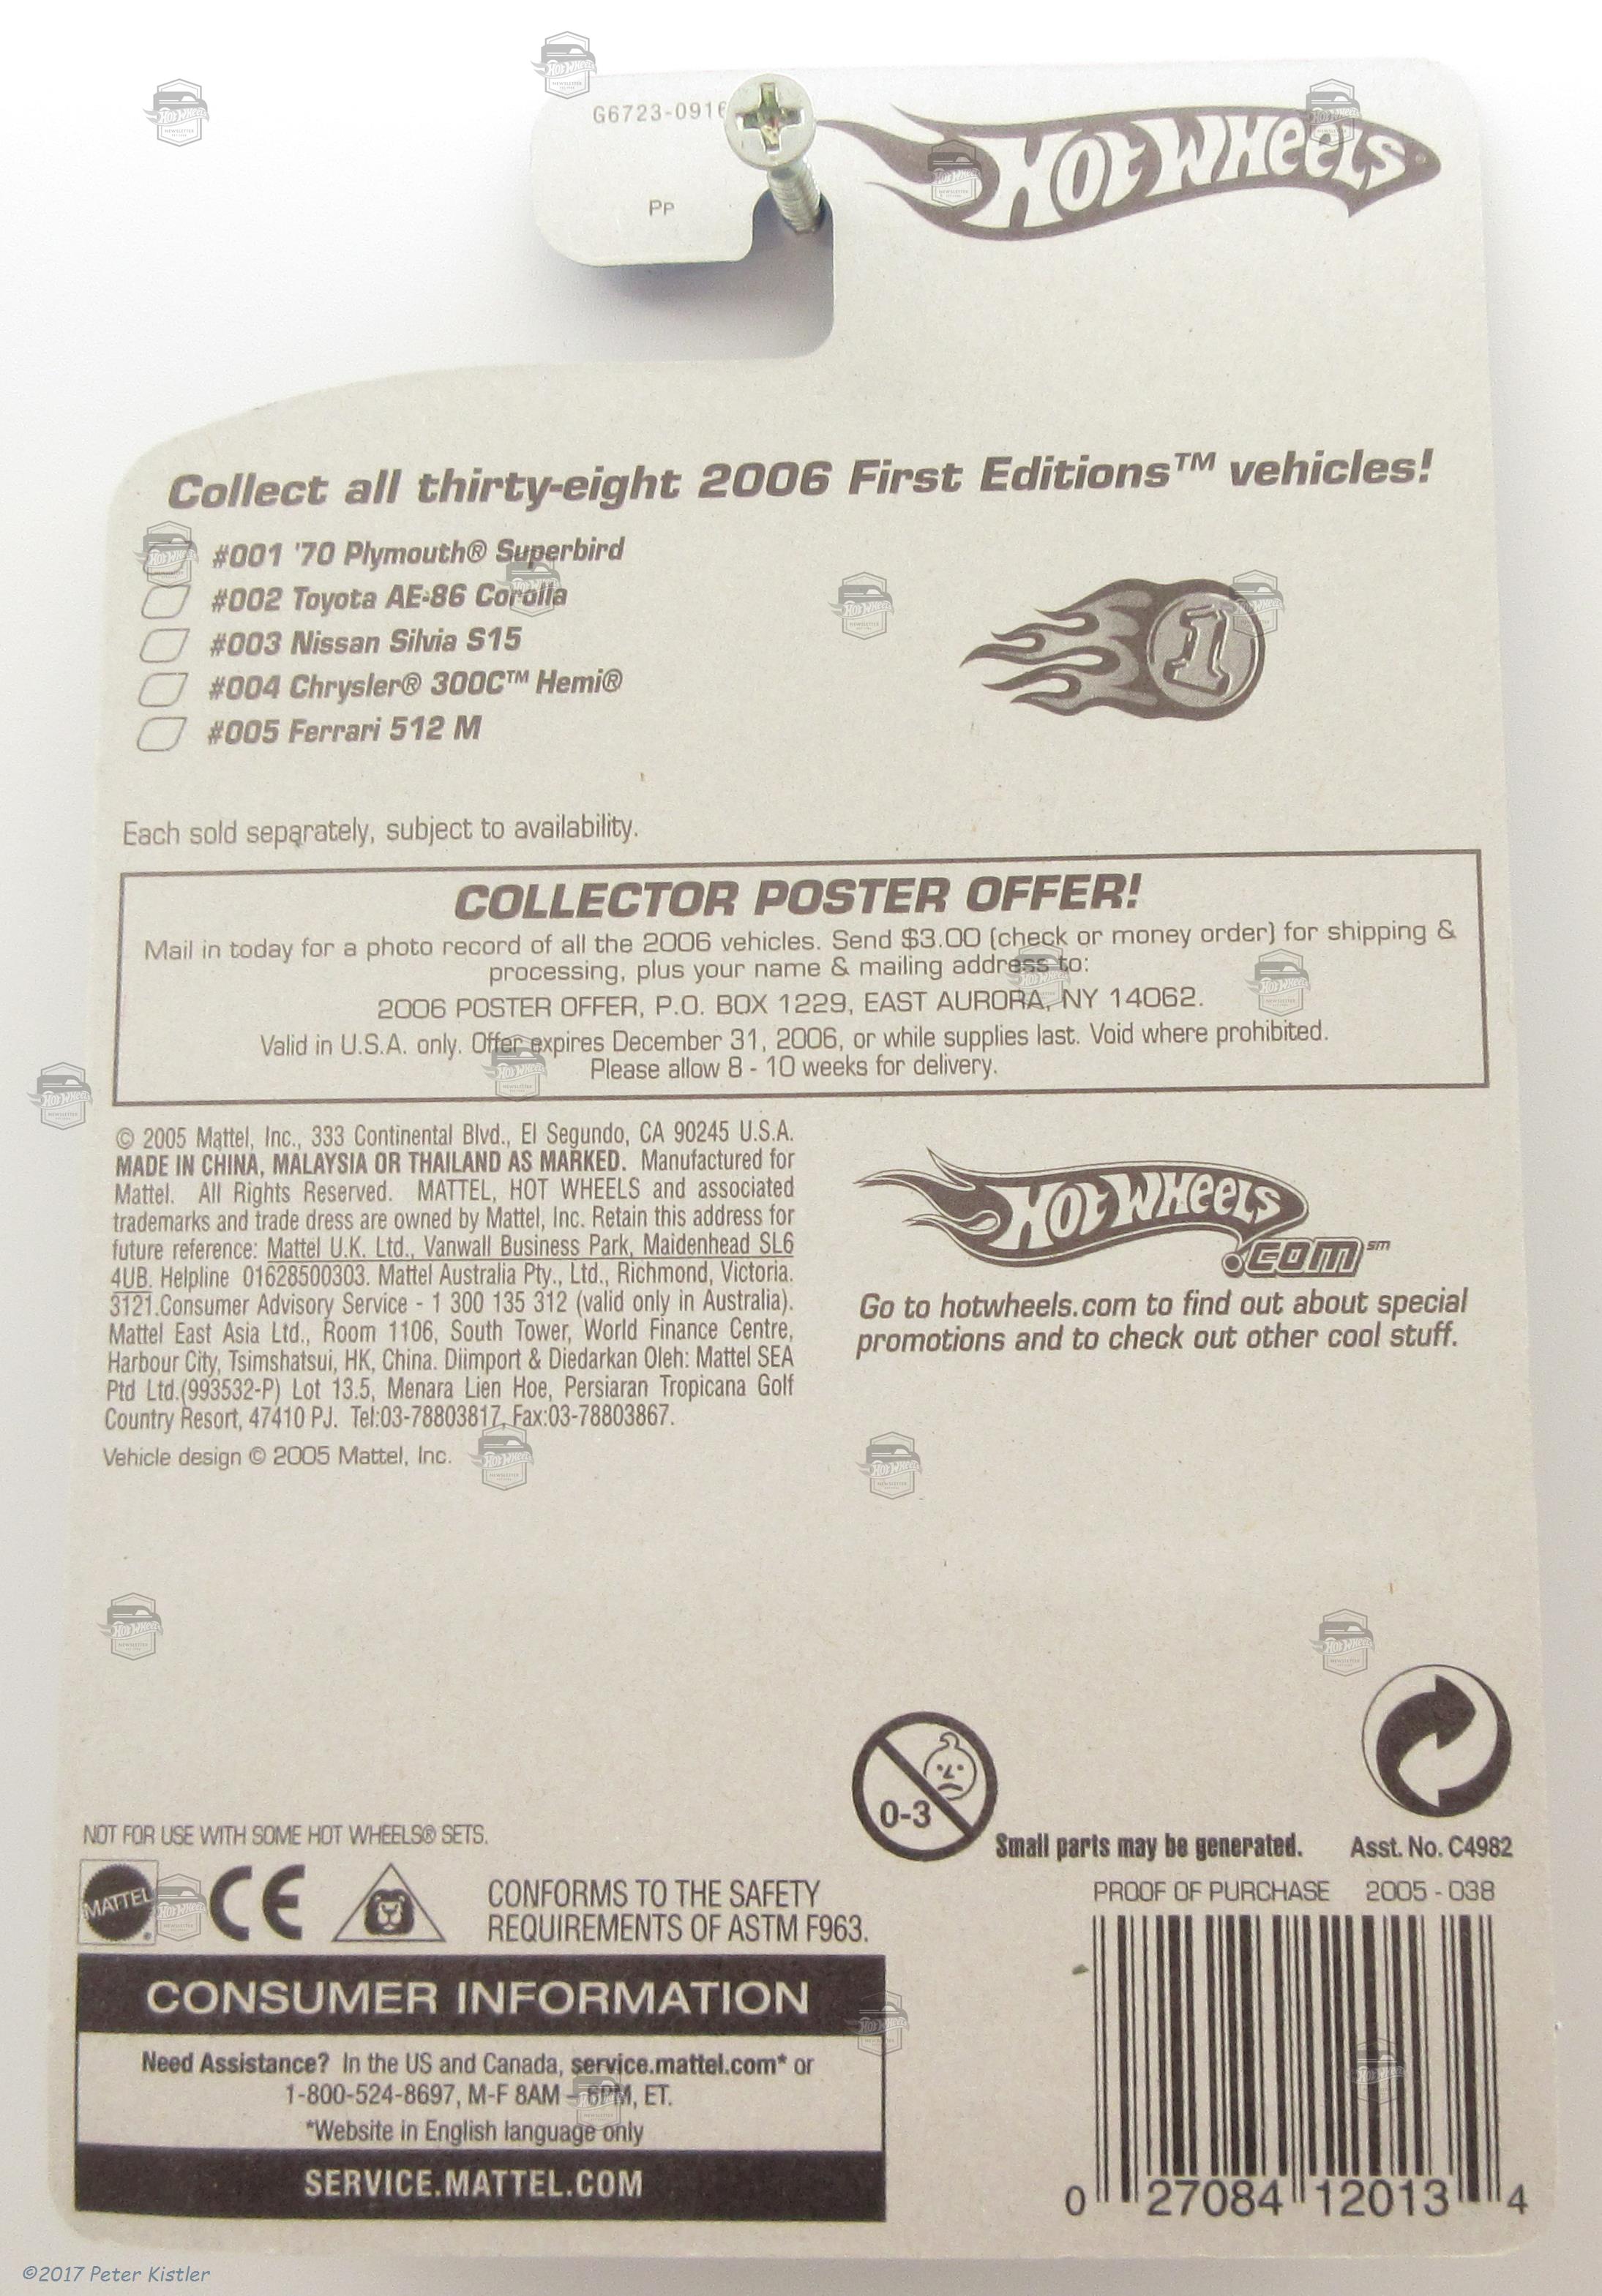 G6723-0916
PP
HOT WHEELS
Collect all thirty-eight 2006 First Editions™ vehicles!
#001 '70 Plymouth® Superbird
#002 Toyota AE-86 Corolla
#003 Nissan Silvia S15
#004 Chrysler® 300C™ Hemi®
#005 Ferrari 512 M
1
Each sold separately, subject to availability.
COLLECTOR POSTER OFFER!
Mail in today for a photo record of all the 2006 vehicles. Send $3.00 (check or money order) for shipping &
processing, plus your name & mailing address to:
2006 POSTER OFFER, P.O. BOX 1229, EAST AURORA, NY 14062.
Valid in U.S.A. only. Offer expires December 31, 2006, or while supplies last. Void where prohibited.
Please allow 8 - 10 weeks for delivery.
© 2005 Mattel, Inc., 333 Continental Blvd., El Segundo, CA 90245 U.S.A.
MADE IN CHINA, MALAYSIA OR THAILAND AS MARKED. Manufactured for
Mattel. All Rights Reserved. MATTEL, HOT WHEELS and associated
trademarks and trade dress are owned by Mattel, Inc. Retain this address for
future reference: Mattel U.K. Ltd., Vanwall Business Park, Maidenhead SL6
4UB. Helpline 01628500303. Mattel Australia Pty., Ltd., Richmond, Victoria.
3121.Consumer Advisory Service - 1 300 135 312 (valid only in Australia).
Mattel East Asia Ltd., Room 1106, South Tower, World Finance Centre,
Harbour City, Tsimshatsui, HK, China. Diimport & Diedarkan Oleh: Mattel SEA
Ptd Ltd.(993532-P) Lot 13.5, Menara Lien Hoe, Persiaran Tropicana Golf
Country Resort, 47410 PJ. Tel:03-78803817, Fax:03-78803867.
Vehicle design © 2005 Mattel, Inc.
HOT WHEELS
.COM℠
Go to hotwheels.com to find out about special
promotions and to check out other cool stuff.
0-3
Small parts may be generated.
Asst. No. C4982
NOT FOR USE WITH SOME HOT WHEELS® SETS.
MATTEL
CE
CONFORMS TO THE SAFETY
REQUIREMENTS OF ASTM F963.
PROOF OF PURCHASE 2005 - 038
CONSUMER INFORMATION
Need Assistance? In the US and Canada, service.mattel.com* or
1-800-524-8697, M-F 8AM – 6PM, ET.
*Website in English language only
SERVICE.MATTEL.COM
0 27084 12013 4
©2017 Peter Kistler